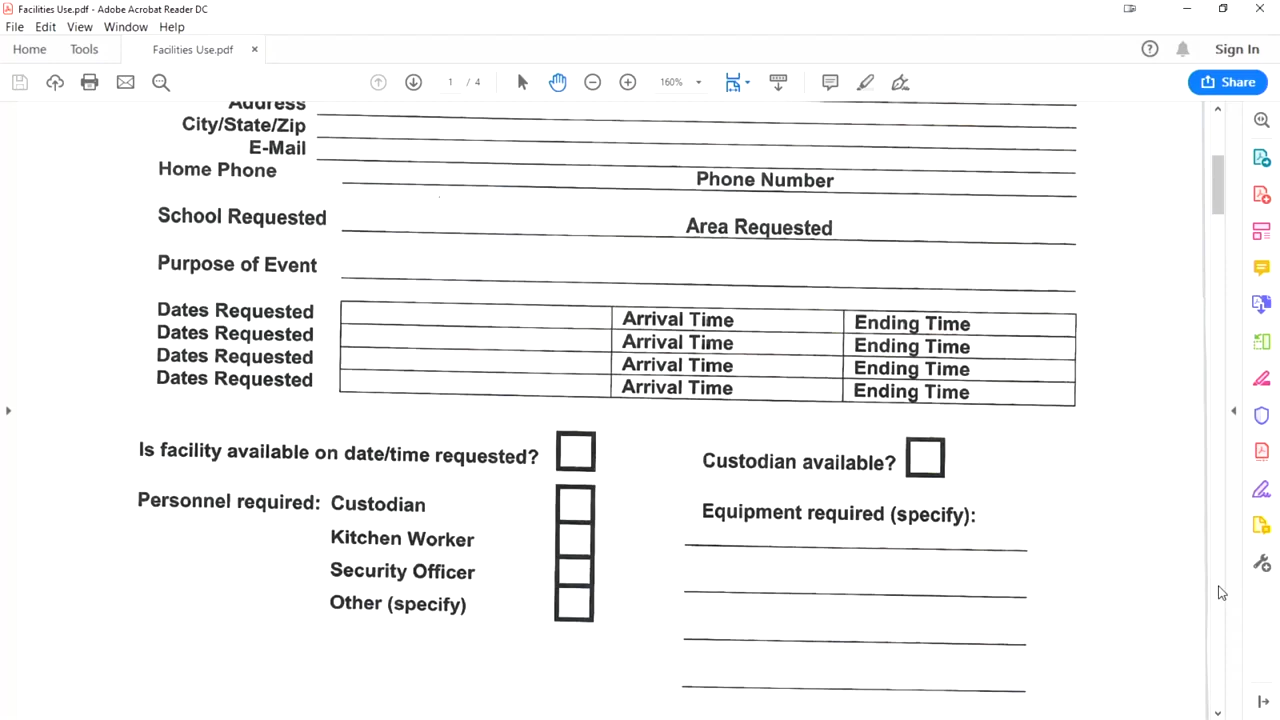 Facilities Use.pdf - Adobe Acrobat Reader DC
File Edit View Window Help
Home Tools Facilities Use.pdf × Sign In
1 / 4 160% Share
Address
City/State/Zip
E-Mail
Home Phone Phone Number
School Requested Area Requested
Purpose of Event
Dates Requested Arrival Time Ending Time
Dates Requested Arrival Time Ending Time
Dates Requested Arrival Time Ending Time
Dates Requested Arrival Time Ending Time
Is facility available on date/time requested? Custodian available?
Personnel required: Custodian Equipment required (specify):
Kitchen Worker
Security Officer
Other (specify)